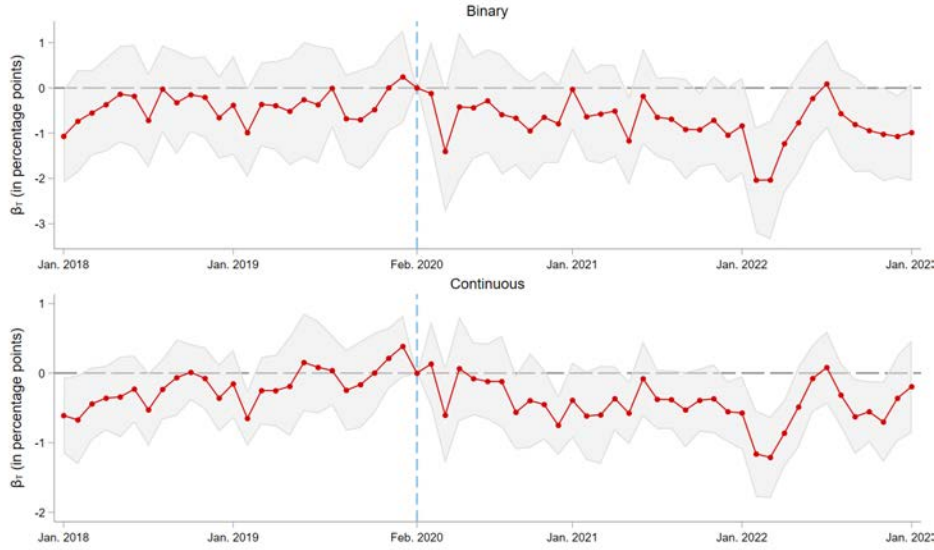 Binary
βτ (in percentage points)
1
0
-1
-2
-3
Jan. 2018
Jan. 2019
Feb. 2020
Jan. 2021
Jan. 2022
Jan. 2023
Continuous
βτ (in percentage points)
1
0
-1
-2
Jan. 2018
Jan. 2019
Feb. 2020
Jan. 2021
Jan. 2022
Jan. 2023